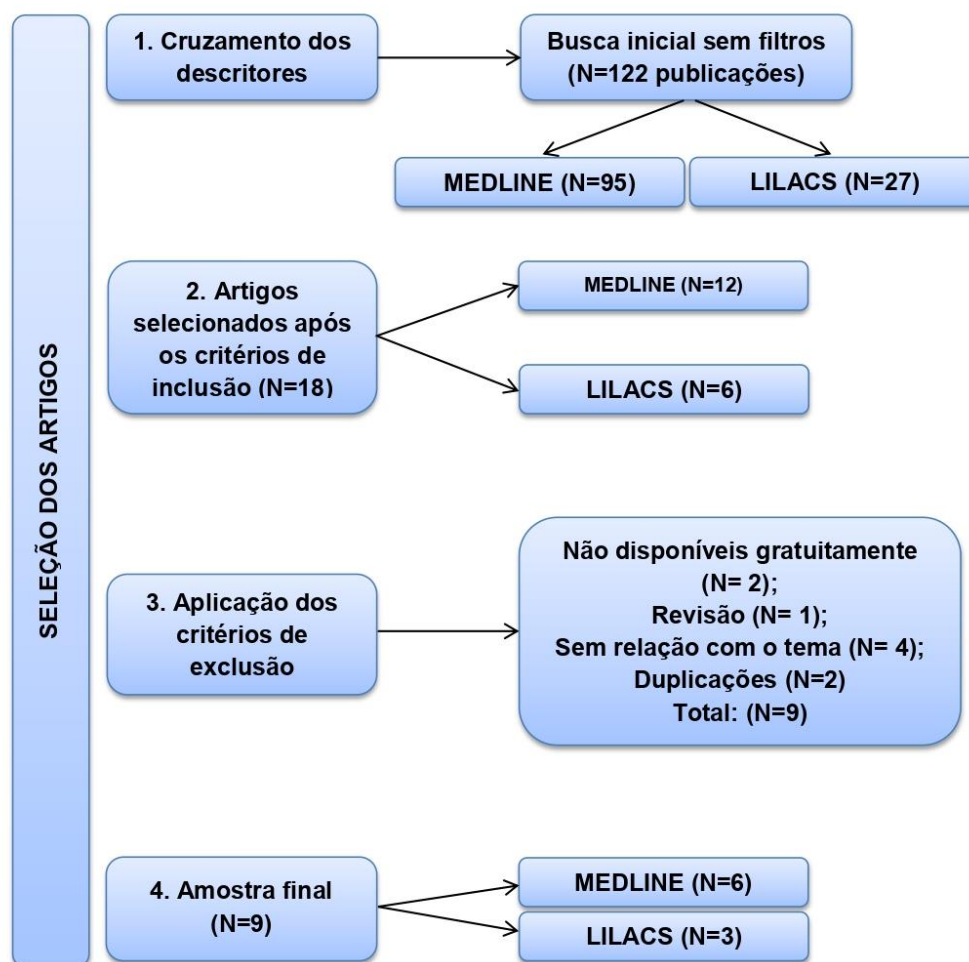 SELEÇÃO DOS ARTIGOS
1. Cruzamento dos
descritores
Busca inicial sem filtros
(N=122 publicações)
MEDLINE (N=95)
LILACS (N=27)
2. Artigos
selecionados após
os critérios de
inclusão (N=18)
MEDLINE (N=12)
LILACS (N=6)
3. Aplicação dos
critérios de
exclusão
Não disponíveis gratuitamente
(N= 2);
Revisão (N= 1);
Sem relação com o tema (N= 4);
Duplicações (N=2)
Total: (N=9)
4. Amostra final
(N=9)
MEDLINE (N=6)
LILACS (N=3)